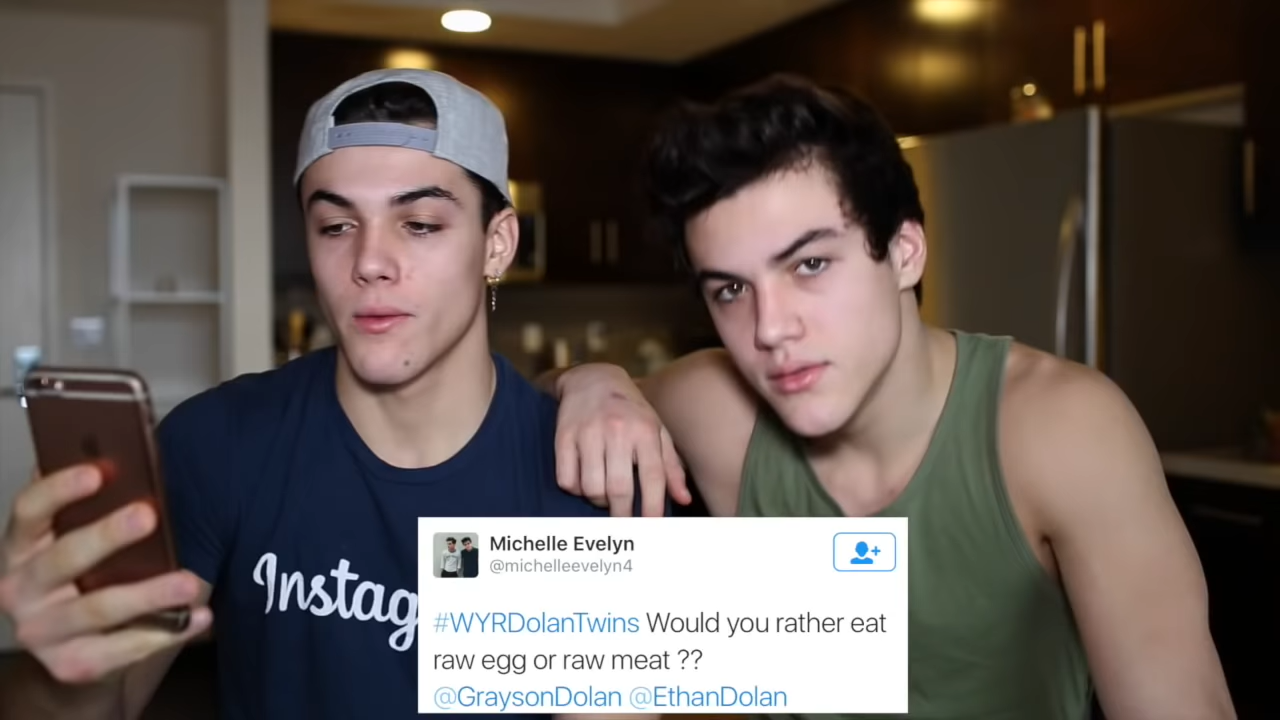 Instag
Michelle Evelyn
@michelleevelyn4
#WYRDolanTwins Would you rather eat
raw egg or raw meat ??
@GraysonDolan @EthanDolan